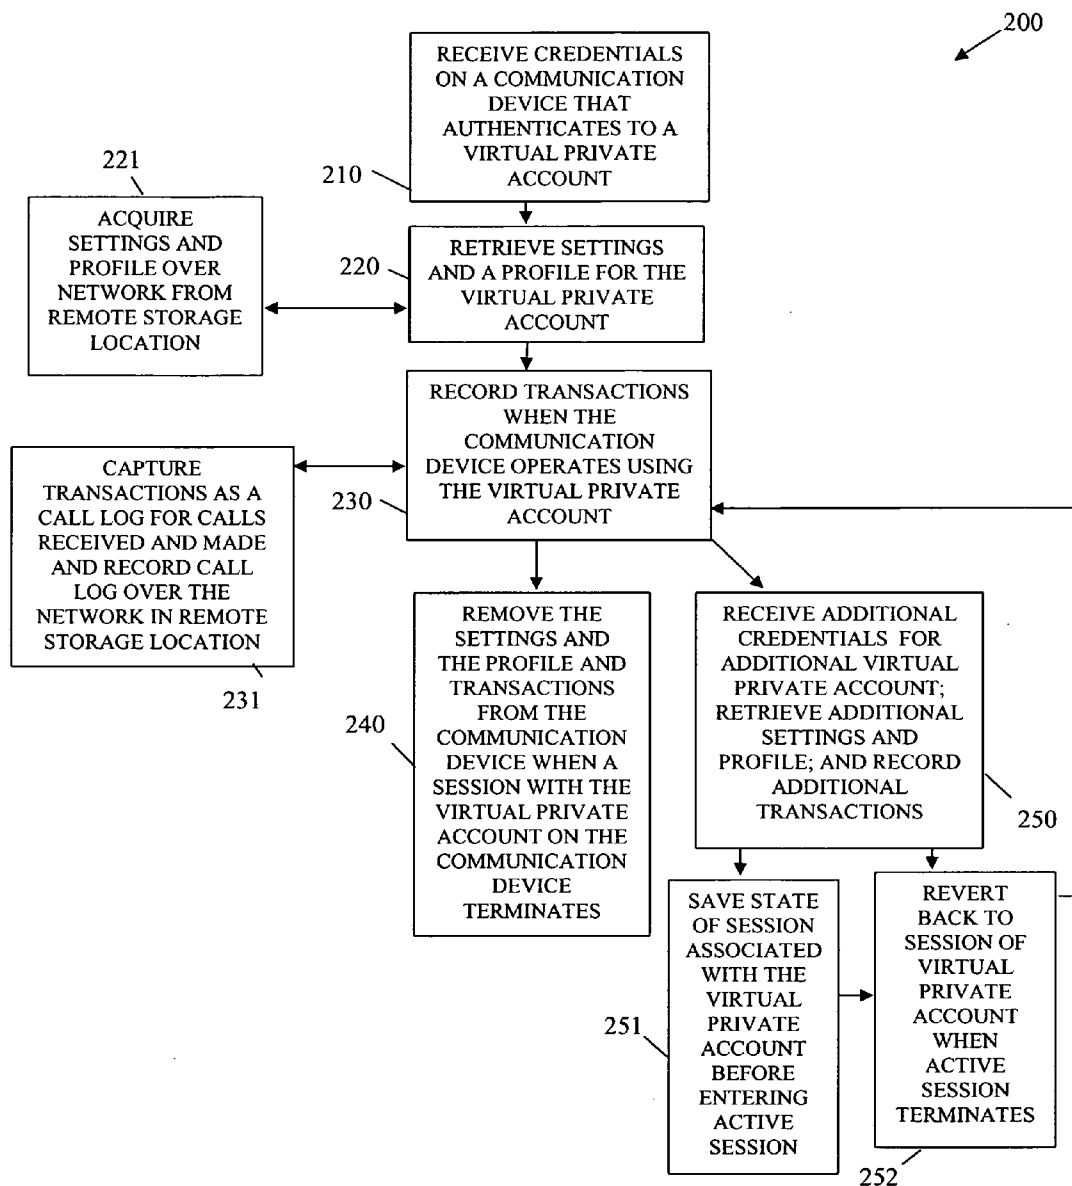 200
RECEIVE CREDENTIALS
ON A COMMUNICATION
DEVICE THAT
AUTHENTICATES TO A
VIRTUAL PRIVATE
ACCOUNT
210
221
ACQUIRE
SETTINGS AND
PROFILE OVER
NETWORK FROM
REMOTE STORAGE
LOCATION
220
RETRIEVE SETTINGS
AND A PROFILE FOR THE
VIRTUAL PRIVATE
ACCOUNT
RECORD TRANSACTIONS
WHEN THE
COMMUNICATION
DEVICE OPERATES USING
THE VIRTUAL PRIVATE
ACCOUNT
230
CAPTURE
TRANSACTIONS AS A
CALL LOG FOR CALLS
RECEIVED AND MADE
AND RECORD CALL
LOG OVER THE
NETWORK IN REMOTE
STORAGE LOCATION
231
REMOVE THE
SETTINGS AND
THE PROFILE AND
TRANSACTIONS
FROM THE
COMMUNICATION
DEVICE WHEN A
SESSION WITH THE
VIRTUAL PRIVATE
ACCOUNT ON THE
COMMUNICATION
DEVICE
TERMINATES
240
RECEIVE ADDITIONAL
CREDENTIALS FOR
ADDITIONAL VIRTUAL
PRIVATE ACCOUNT;
RETRIEVE ADDITIONAL
SETTINGS AND
PROFILE; AND RECORD
ADDITIONAL
TRANSACTIONS
250
SAVE STATE
OF SESSION
ASSOCIATED
WITH THE
VIRTUAL
PRIVATE
ACCOUNT
BEFORE
ENTERING
ACTIVE
SESSION
251
REVERT
BACK TO
SESSION OF
VIRTUAL
PRIVATE
ACCOUNT
WHEN
ACTIVE
SESSION
TERMINATES
252